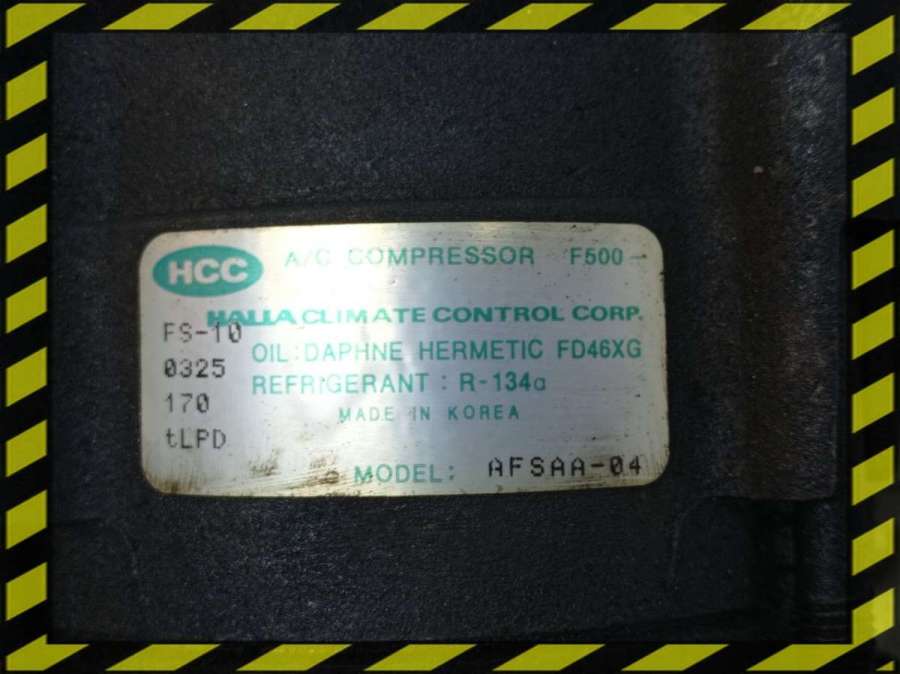 HCC A/C COMPRESSOR F500-
HALLA CLIMATE CONTROL CORP.
FS-10
OIL:DAPHNE HERMETIC FD46XG
0325
REFRIGERANT : R-134a
170
MADE IN KOREA
tLPD
MODEL: AFSAA-04